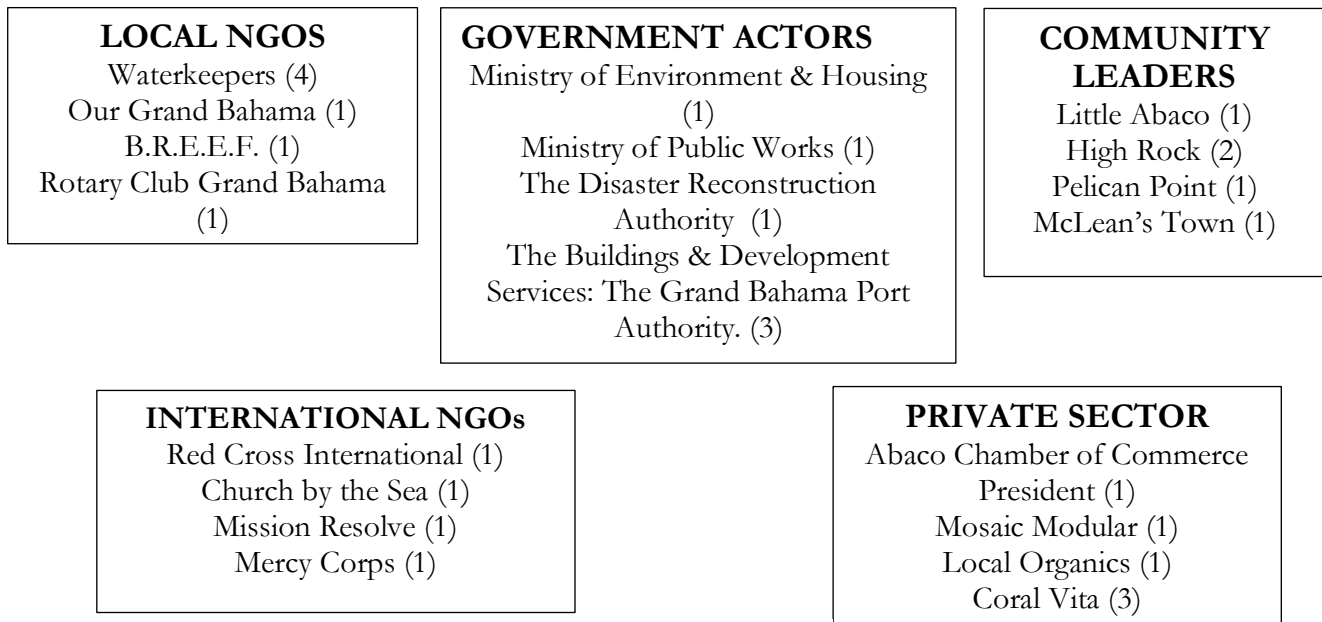 LOCAL NGOS
Waterkeepers (4)
Our Grand Bahama (1)
B.R.E.E.F. (1)
Rotary Club Grand Bahama
(1)
GOVERNMENT ACTORS
Ministry of Environment & Housing
(1)
Ministry of Public Works (1)
The Disaster Reconstruction
Authority (1)
The Buildings & Development
Services: The Grand Bahama Port
Authority. (3)
COMMUNITY
LEADERS
Little Abaco (1)
High Rock (2)
Pelican Point (1)
McLean’s Town (1)
INTERNATIONAL NGOs
Red Cross International (1)
Church by the Sea (1)
Mission Resolve (1)
Mercy Corps (1)
PRIVATE SECTOR
Abaco Chamber of Commerce
President (1)
Mosaic Modular (1)
Local Organics (1)
Coral Vita (3)